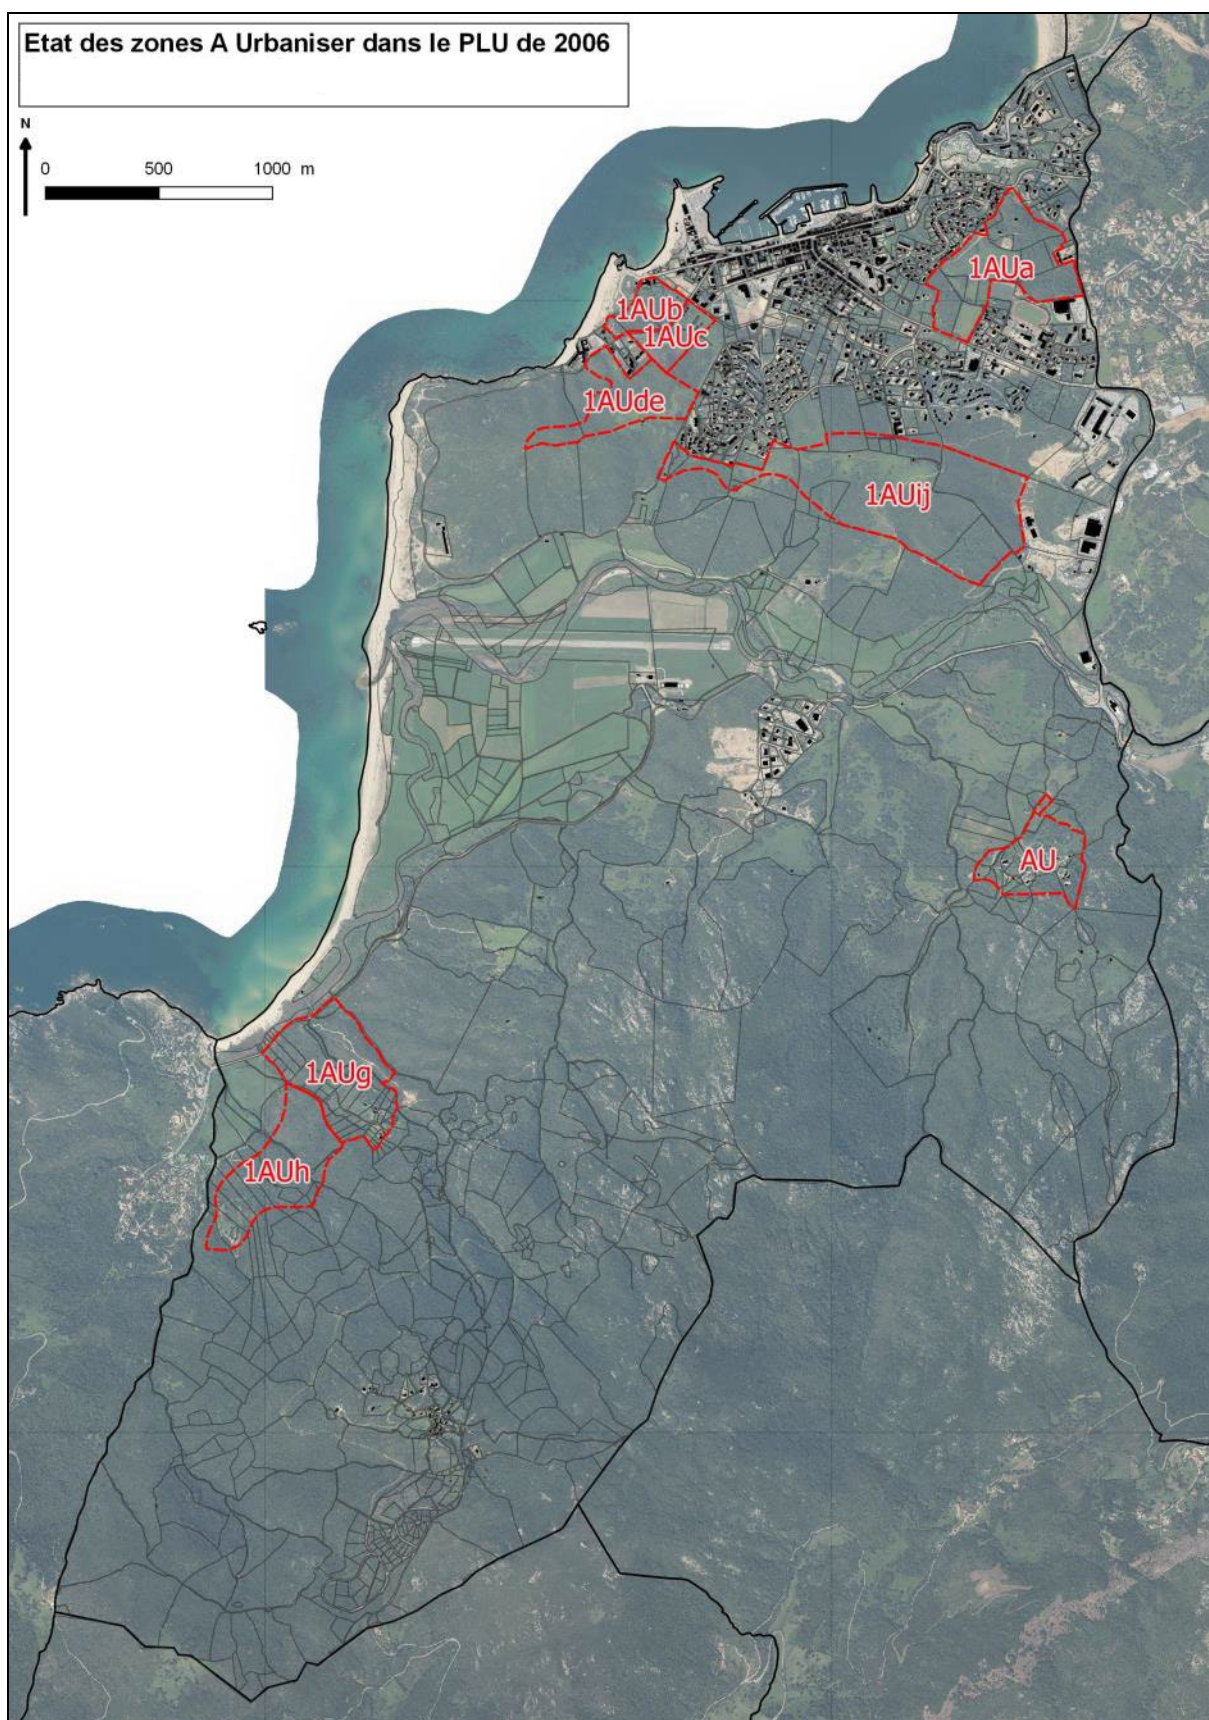 Etat des zones A Urbaniser dans le PLU de 2006
N
0 500 1000 m
1AUa
1AUb
1AUc
1AUde
1AUij
AU
1AUg
1AUh